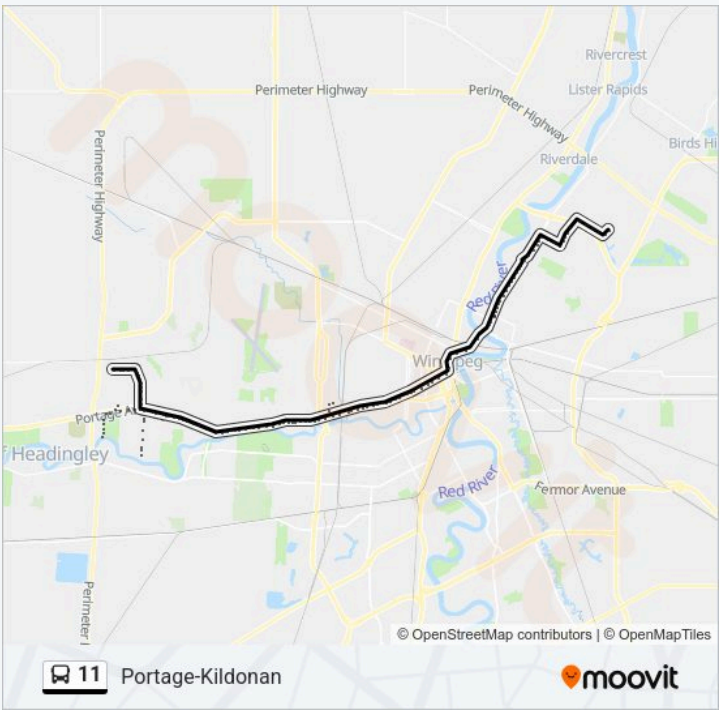 Rivercrest
Perimeter Highway
Perimeter Highway
Lister Rapids
Perimeter Highway
Birds Hi
Riverdale
Red River
Winnipeg
Portage Av
f Headingley
Red River
Fermor Avenue
Perimeter H
© OpenStreetMap contributors | © OpenMapTiles
11 Portage-Kildonan
moovit